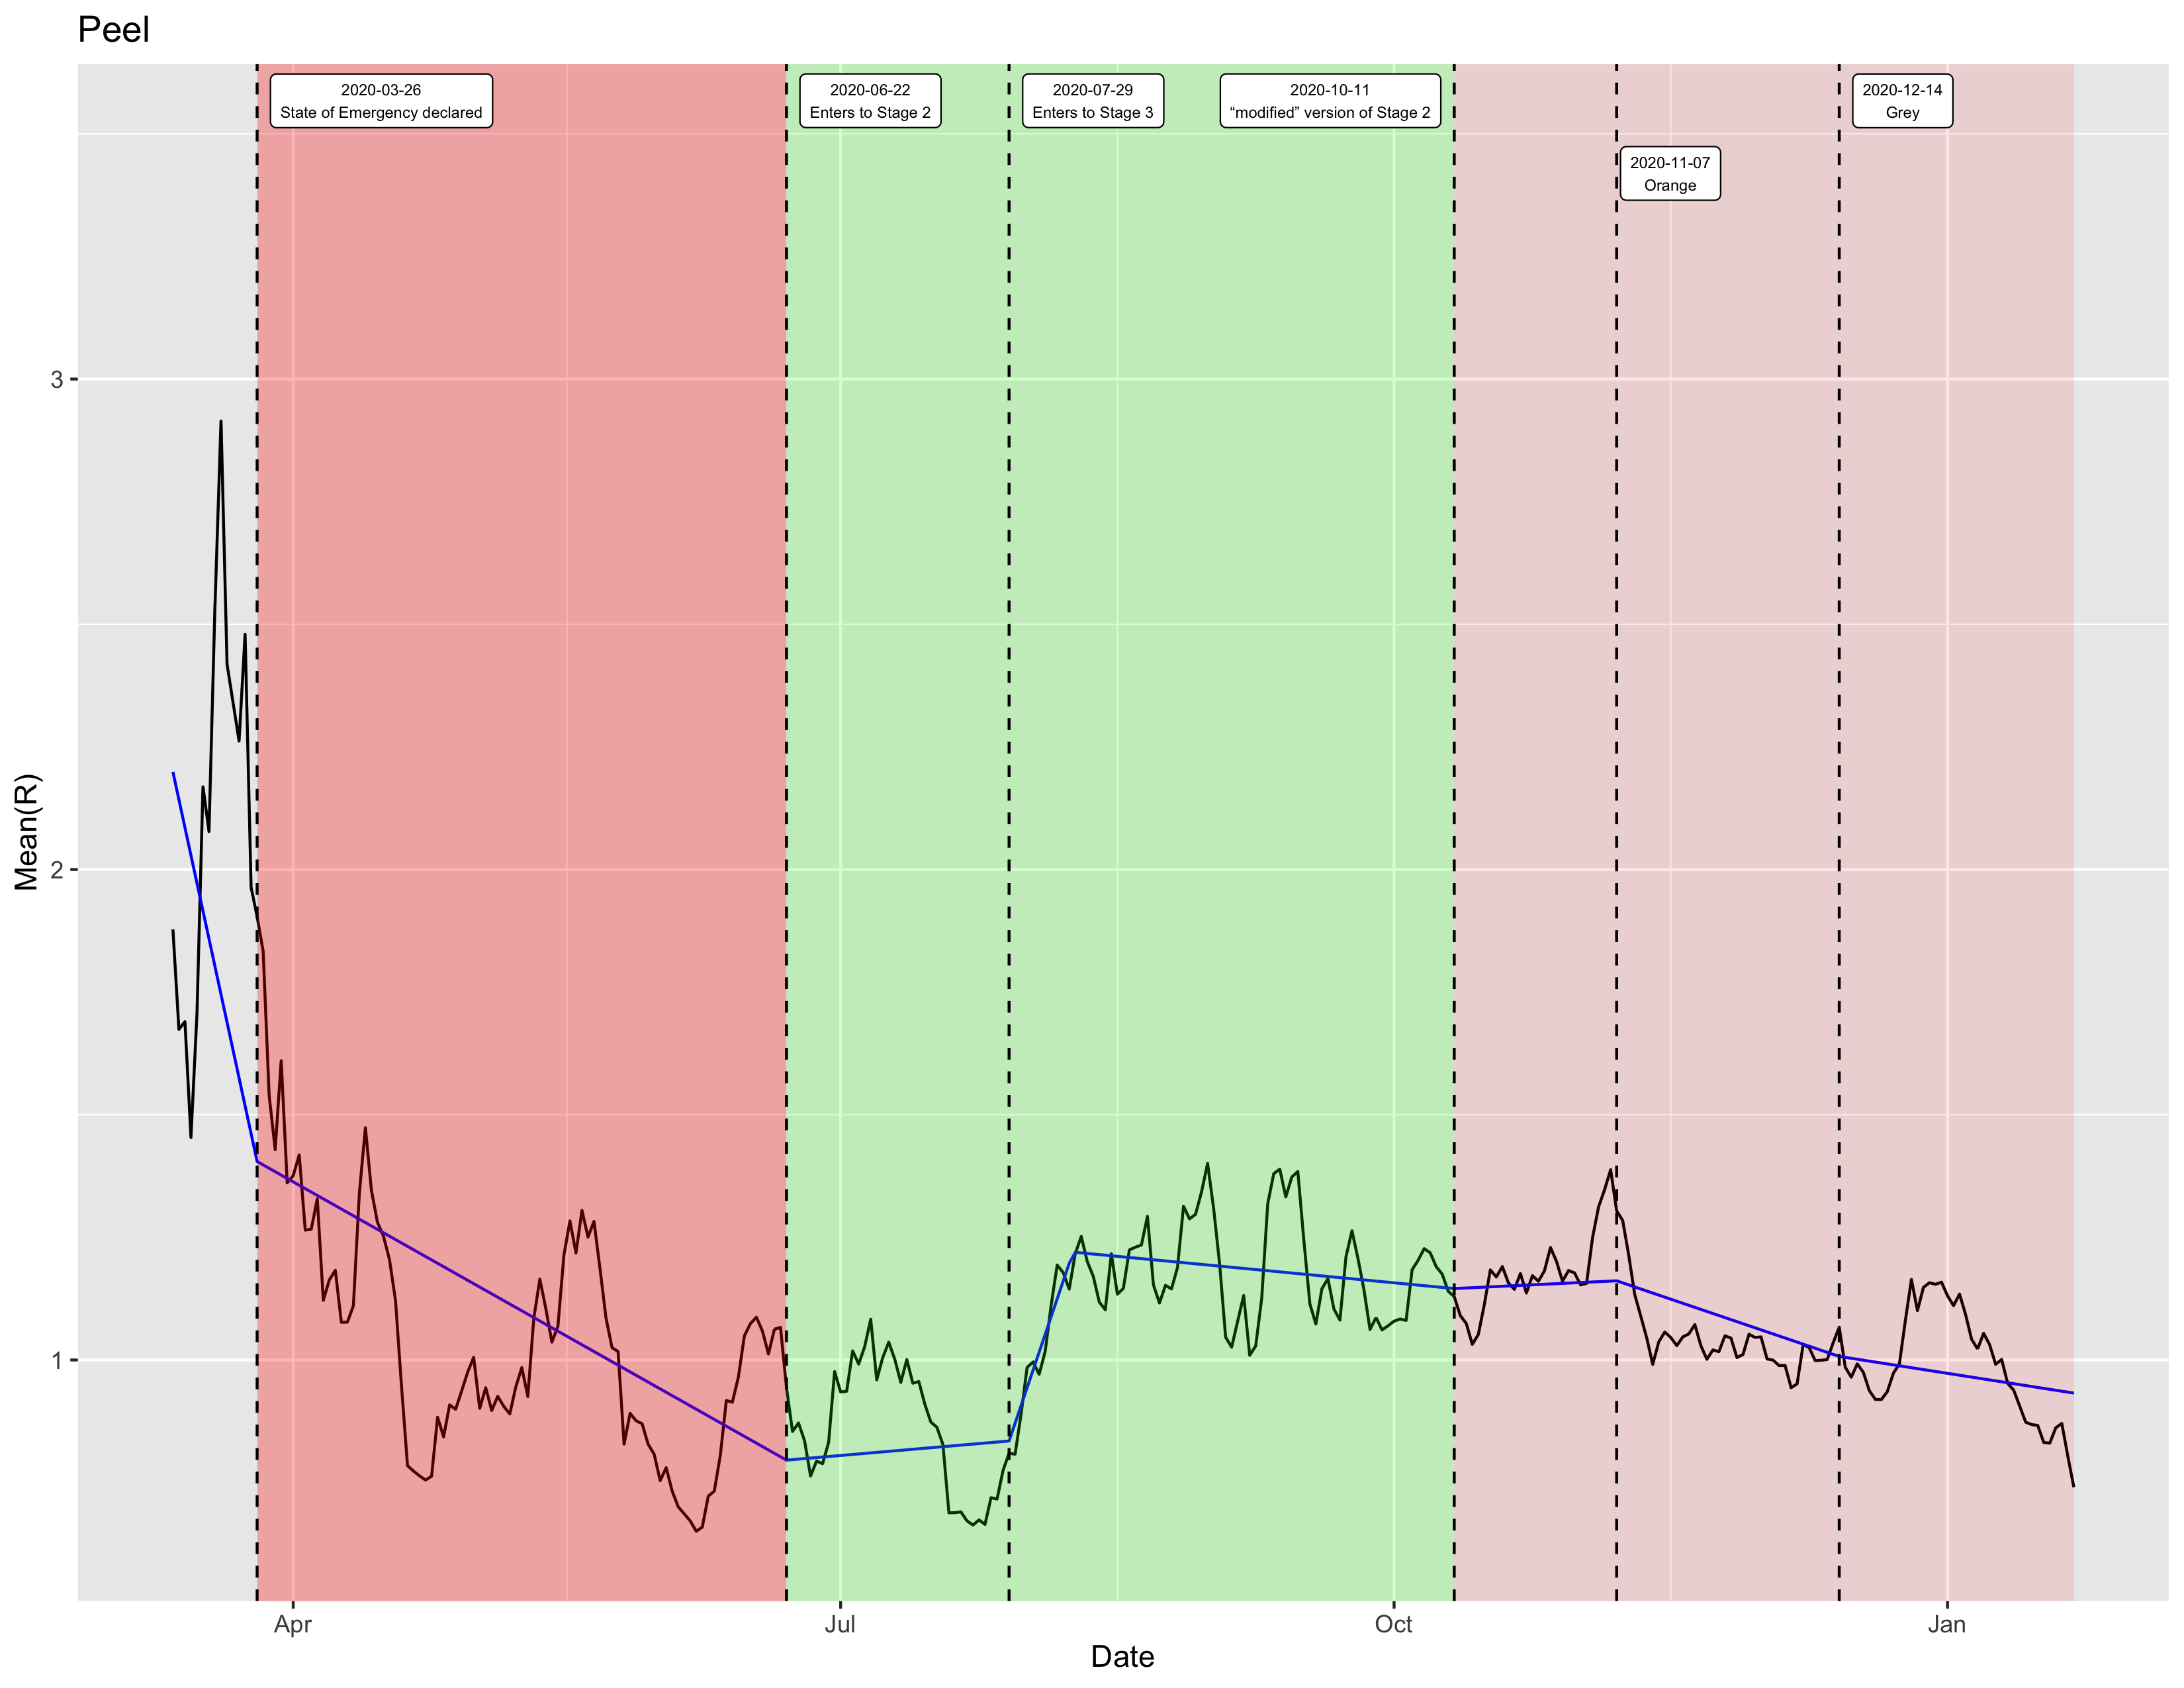 Peel
2020-03-26
State of Emergency declared
2020-06-22
Enters to Stage 2
2020-07-29
Enters to Stage 3
2020-10-11
“modified” version of Stage 2
2020-12-14
Grey
2020-11-07
Orange
3
2
1
Mean(R)
Apr
Jul
Oct
Jan
Date